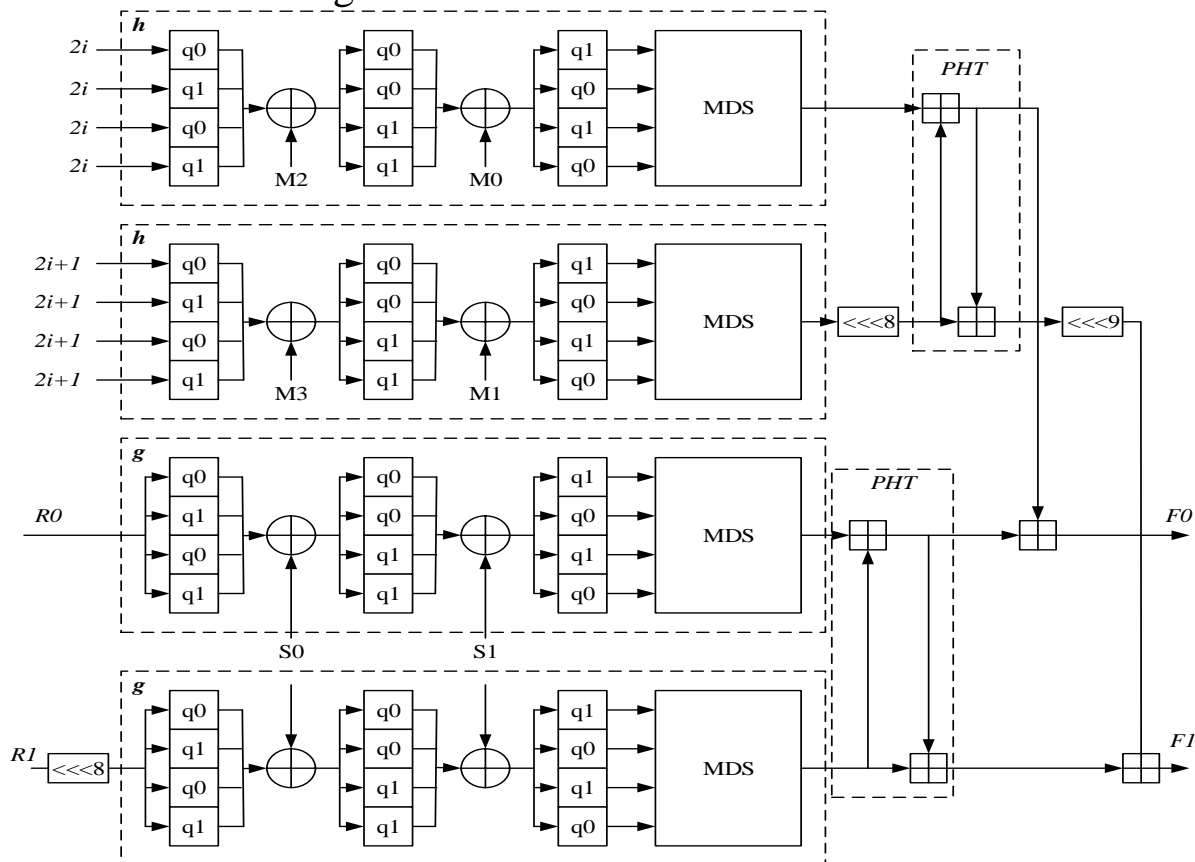 h
2i q0 q0 q1
2i q1 q0 q0
2i q0 q1 q1
2i q1 q1 q0
M2 M0
MDS
PHT
h
2i+1 q0 q0 q1
2i+1 q1 q0 q0
2i+1 q0 q1 q1
2i+1 q1 q1 q0
M3 M1
MDS
<<<8
<<<9
g
R0
q0 q0 q1
q1 q0 q0
q0 q1 q1
q1 q1 q0
MDS
PHT
F0
S0 S1
g
R1
<<<8
q0 q0 q1
q1 q0 q0
q0 q1 q1
q1 q1 q0
MDS
F1